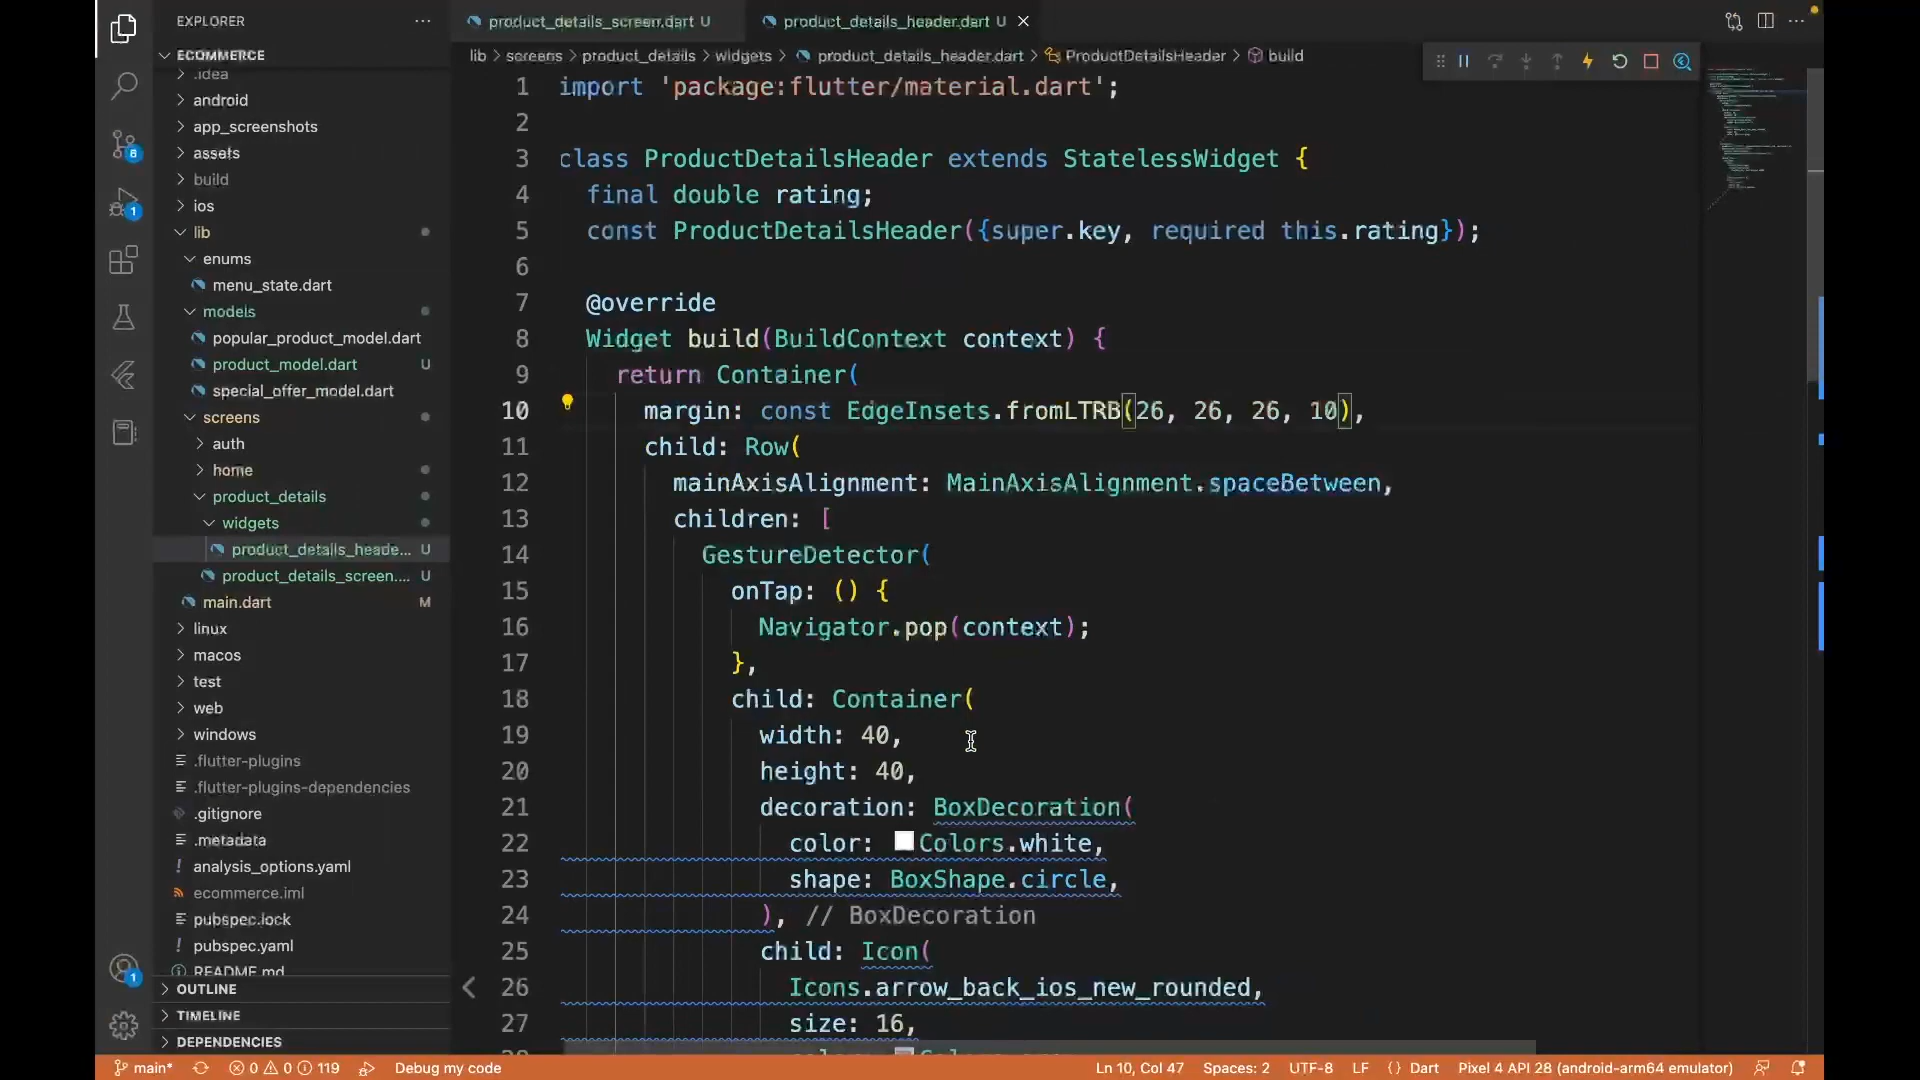 EXPLORER
ECOMMERCE
.idea
android
app_screenshots
assets
build
ios
lib
enums
menu_state.dart
models
popular_product_model.dart
product_model.dart U
special_offer_model.dart
screens
auth
home
product_details
widgets
product_details_heade... U
product_details_screen.... U
main.dart M
linux
macos
test
web
windows
.flutter-plugins
.flutter-plugins-dependencies
.gitignore
.metadata
analysis_options.yaml
ecommerce.iml
pubspec.lock
pubspec.yaml
README.md
OUTLINE
TIMELINE
DEPENDENCIES
8
1
1
product_details_screen.dart U
product_details_header.dart U
lib > screens > product_details > widgets > product_details_header.dart > ProductDetailsHeader > build
1 import 'package:flutter/material.dart';
2
3 class ProductDetailsHeader extends StatelessWidget {
4 final double rating;
5 const ProductDetailsHeader({super.key, required this.rating});
6
7 @override
8 Widget build(BuildContext context) {
9 return Container(
10 margin: const EdgeInsets.fromLTRB(26, 26, 26, 10),
11 child: Row(
12 mainAxisAlignment: MainAxisAlignment.spaceBetween,
13 children: [
14 GestureDetector(
15 onTap: () {
16 Navigator.pop(context);
17 },
18 child: Container(
19 width: 40,
20 height: 40,
21 decoration: BoxDecoration(
22 color: Colors.white,
23 shape: BoxShape.circle,
24 ), // BoxDecoration
25 child: Icon(
26 Icons.arrow_back_ios_new_rounded,
27 size: 16,
main* 0 0 119 Debug my code Ln 10, Col 47 Spaces: 2 UTF-8 LF {} Dart Pixel 4 API 28 (android-arm64 emulator)